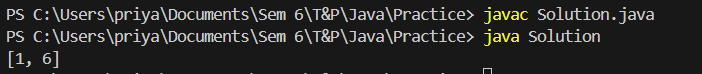 PS C:\Users\priya\Documents\Sem 6\T&P\Java\Practice> javac Solution.java
PS C:\Users\priya\Documents\Sem 6\T&P\Java\Practice> java Solution
[1, 6]